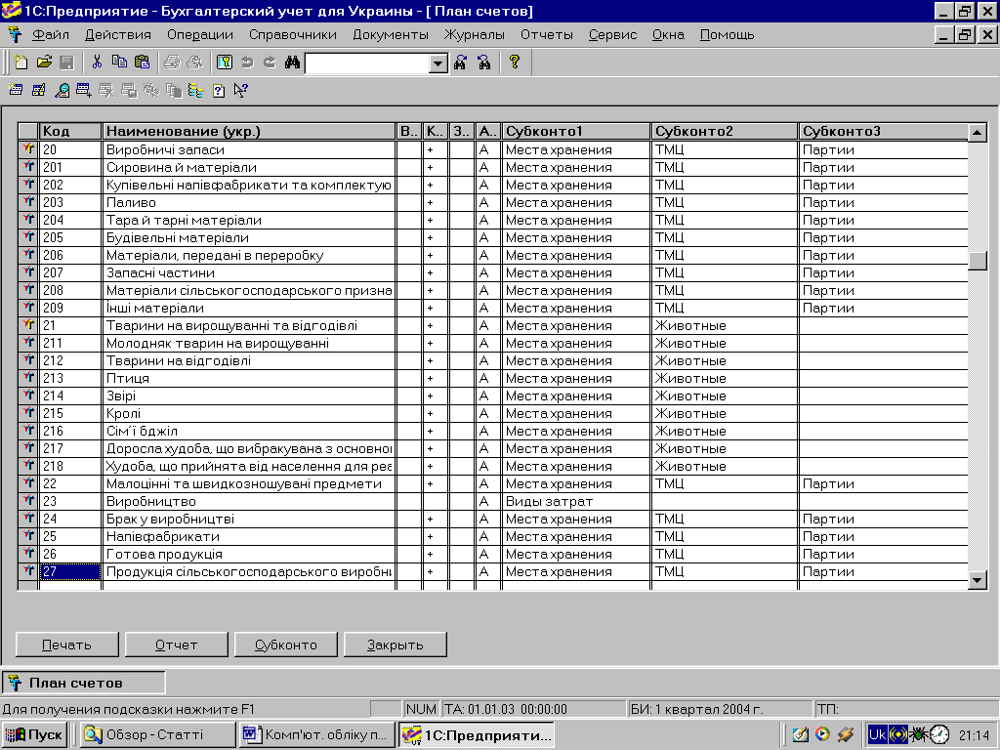 1С:Предприятие - Бухгалтерский учет для Украины - [ План счетов]
Файл Действия Операции Справочники Документы Журналы Отчеты Сервис Окна Помощь
Код Наименование (укр.) В.. К.. З.. А.. Субконто1 Субконто2 Субконто3
20 Виробничі запаси + А Места хранения ТМЦ Партии
201 Сировина й матеріали + А Места хранения ТМЦ Партии
202 Купівельні напівфабрикати та комплектую + А Места хранения ТМЦ Партии
203 Паливо + А Места хранения ТМЦ Партии
204 Тара й тарні матеріали + А Места хранения ТМЦ Партии
205 Будівельні матеріали + А Места хранения ТМЦ Партии
206 Матеріали, передані в переробку + А Места хранения ТМЦ Партии
207 Запасні частини + А Места хранения ТМЦ Партии
208 Матеріали сільськогосподарського призна + А Места хранения ТМЦ Партии
209 Інші матеріали + А Места хранения ТМЦ Партии
21 Тварини на вирощуванні та відгодівлі + А Места хранения Животные
211 Молодняк тварин на вирощуванні + А Места хранения Животные
212 Тварини на відгодівлі + А Места хранения Животные
213 Птиця + А Места хранения Животные
214 Звірі + А Места хранения Животные
215 Кролі + А Места хранения Животные
216 Сім´ї бджіл + А Места хранения Животные
217 Доросла худоба, що вибракувана з основно + А Места хранения Животные
218 Худоба, що прийнята від населення для реа + А Места хранения Животные
22 Малоцінні та швидкозношувані предмети + А Места хранения ТМЦ Партии
23 Виробництво А Виды затрат
24 Брак у виробництві + А Места хранения ТМЦ Партии
25 Напівфабрикати + А Места хранения ТМЦ Партии
26 Готова продукція + А Места хранения ТМЦ Партии
27 Продукція сільськогосподарського виробни + А Места хранения ТМЦ Партии
Печать Отчет Субконто Закрыть
План счетов
Для получения подсказки нажмите F1 NUM ТА: 01.01.03 00:00:00 БИ: 1 квартал 2004 г. ТП:
Пуск Обзор - Статті Комп'ют. обліку п... 1С:Предприяти... Uk 21:14